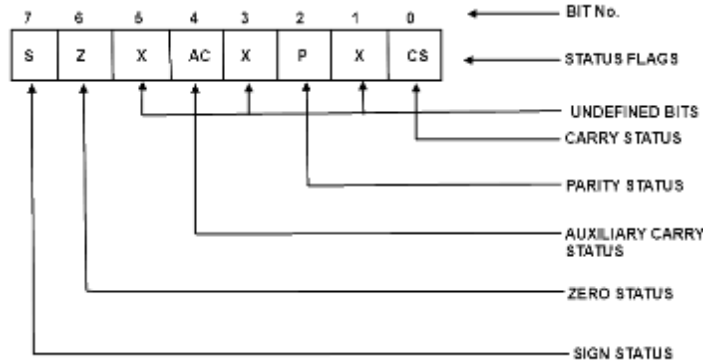 7 6 5 4 3 2 1 0 BIT No.
S Z X AC X P X CS STATUS FLAGS
UNDEFINED BITS
CARRY STATUS
PARITY STATUS
AUXILIARY CARRY
STATUS
ZERO STATUS
SIGN STATUS